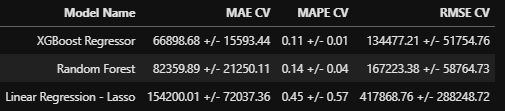 Model Name MAE CV MAPE CV RMSE CV
XGBoost Regressor 66898.68 +/- 15593.44 0.11 +/- 0.01 134477.21 +/- 51754.76
Random Forest 82359.89 +/- 21250.11 0.14 +/- 0.04 167223.38 +/- 58764.73
Linear Regression - Lasso 154200.01 +/- 72037.36 0.45 +/- 0.57 417868.76 +/- 288248.72